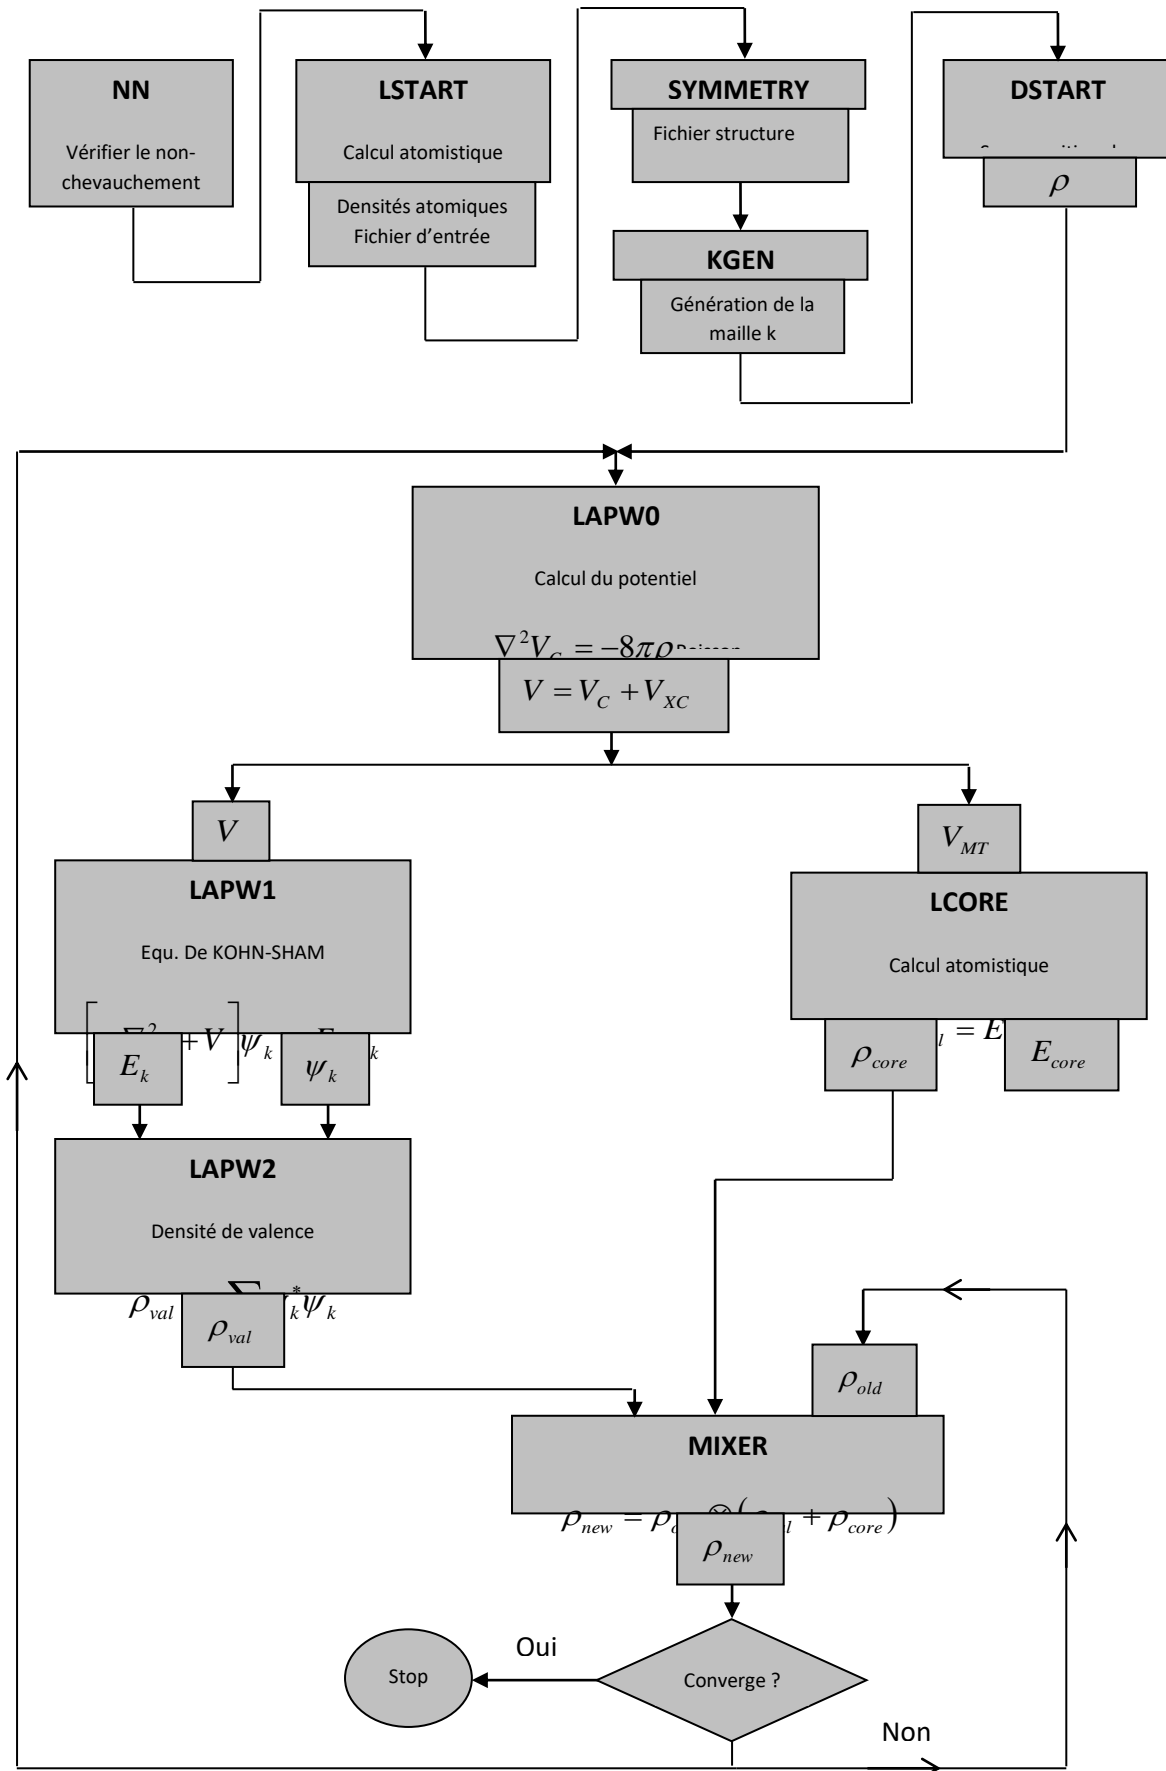 NN
Vérifier le non-
chevauchement
LSTART
Calcul atomistique
Densités atomiques
Fichier d'entrée
SYMMETRY
Fichier structure
KGEN
Génération de la
maille k
DSTART
ρ
LAPW0
Calcul du potentiel
∇²V_C = −8πρ
V = V_C + V_XC
V
LAPW1
Equ. De KOHN-SHAM
+ V]ψ_k
E_k
ψ_k
V_MT
LCORE
Calcul atomistique
= E
ρ_core
E_core
LAPW2
Densité de valence
ρ_val ∑ *_kψ_k
ρ_val
ρ_old
MIXER
ρ_new = ρ ⊗ ( + ρ_core)
ρ_new
Converge ?
Oui
Stop
Non